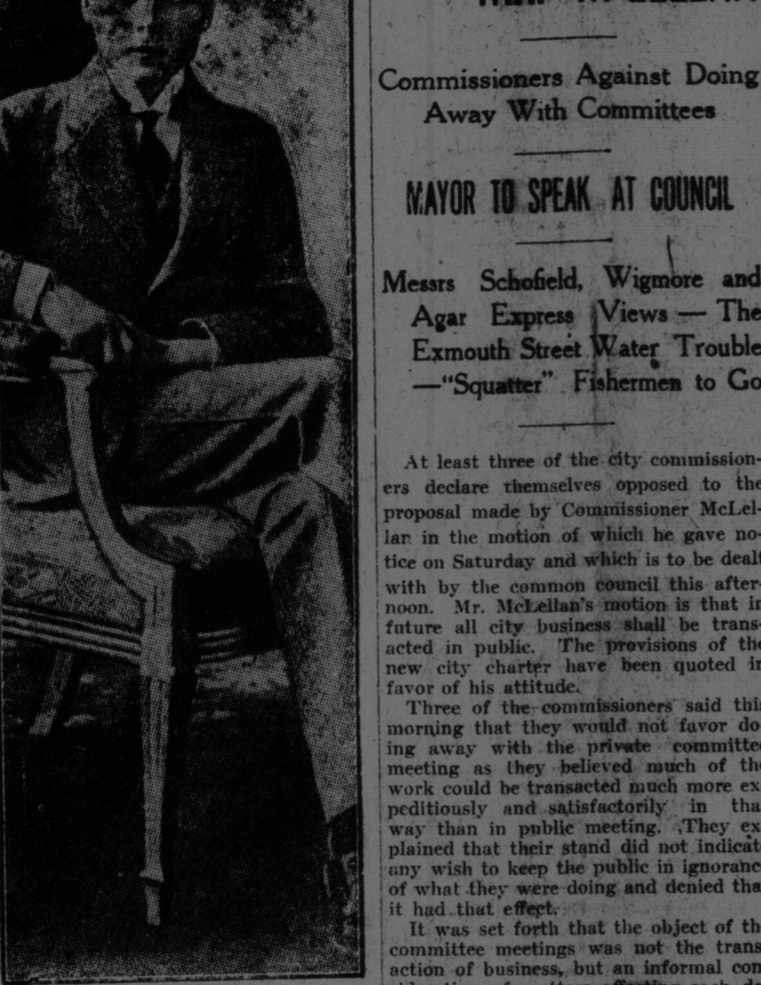 Commissioners Against Doing
Away With Committees
MAYOR TO SPEAK AT COUNCIL
Messrs Schofield, Wigmore and
Agar Express Views — The
Exmouth Street Water Trouble
—“Squatter” Fishermen to Go
At least three of the city commission-
ers declare themselves opposed to the
proposal made by Commissioner McLel-
lan in the motion of which he gave no-
tice on Saturday and which is to be dealt
with by the common council this after-
noon. Mr. McLellan's motion is that in
future all city business shall be trans-
acted in public. The provisions of the
new city charter have been quoted in
favor of his attitude.
Three of the commissioners said this
morning that they would not favor do-
ing away with the private committee
meeting as they believed much of the
work could be transacted much more ex
peditiously and satisfactorily in tha
way than in public meeting. They ex
plained that their stand did not indicat
any wish to keep the public in ignoranc
of what they were doing and denied tha
it had that effect.
It was set forth that the object of th
committee meetings was not the trans
action of business, but an informal con